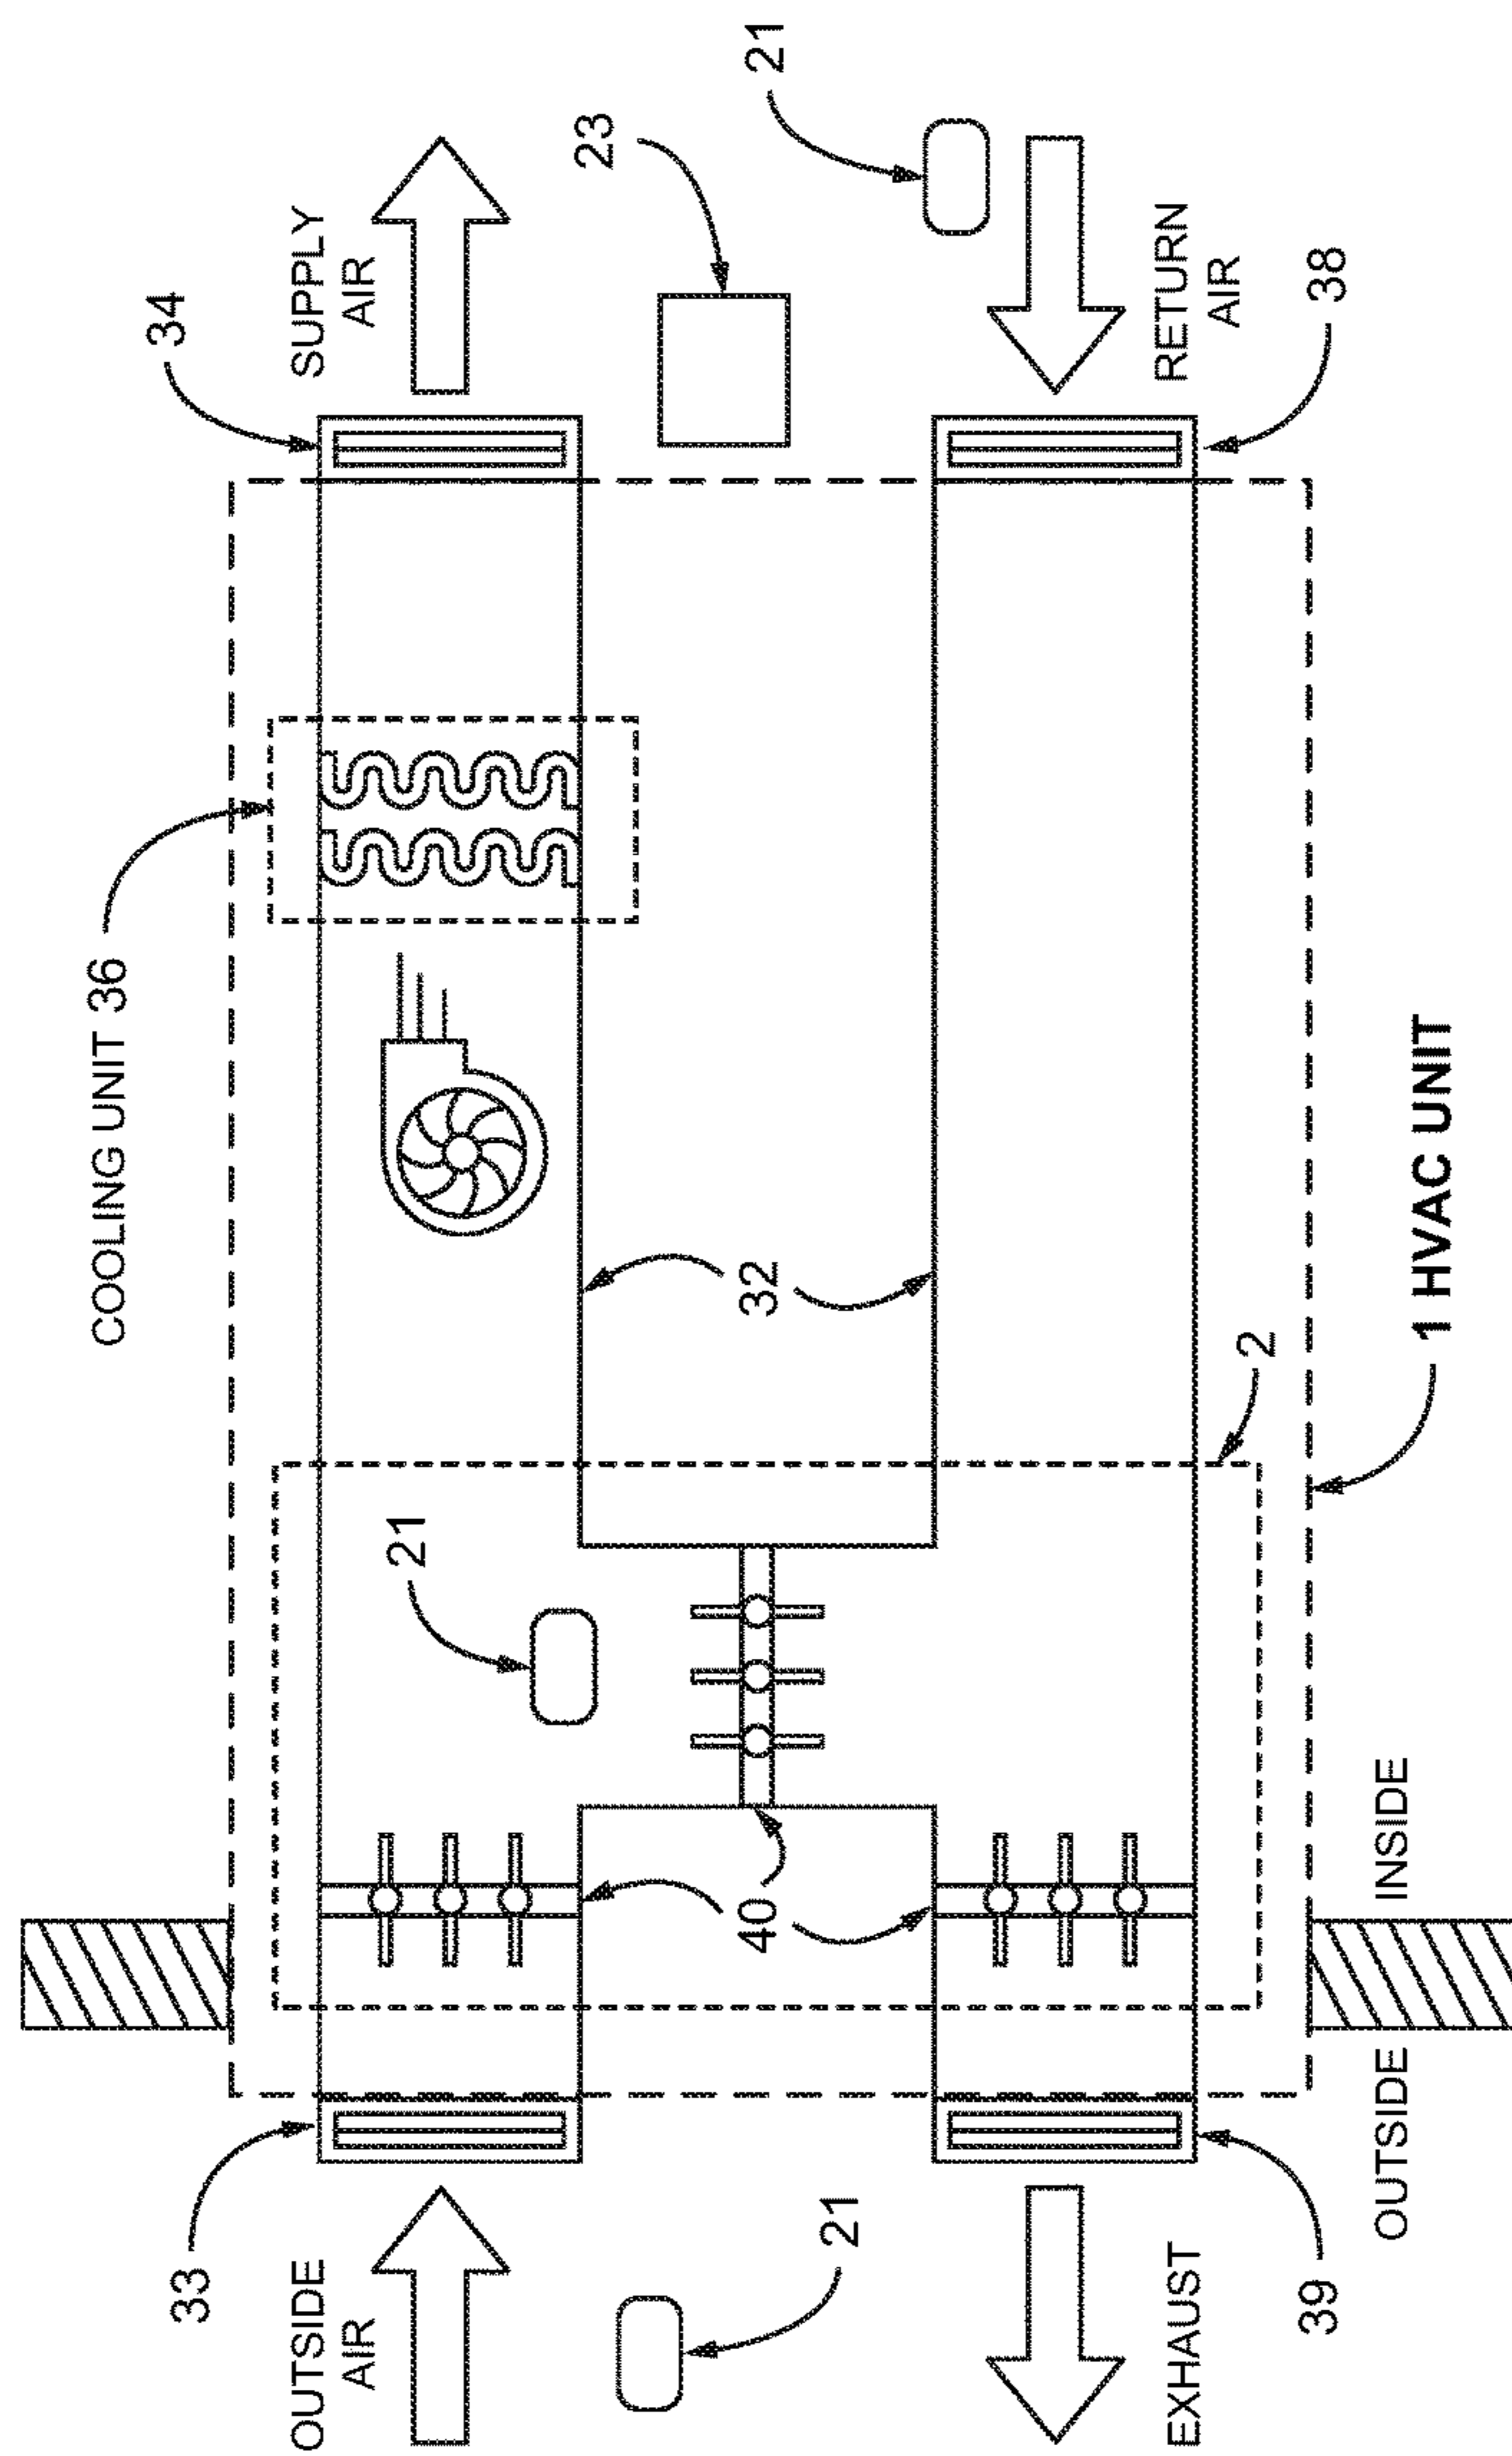 COOLING UNIT 36
34
SUPPLY
AIR
23
21
33
OUTSIDE
AIR
21
32
40
21
2
RETURN
AIR
38
EXHAUST
39
OUTSIDE
INSIDE
1 HVAC UNIT